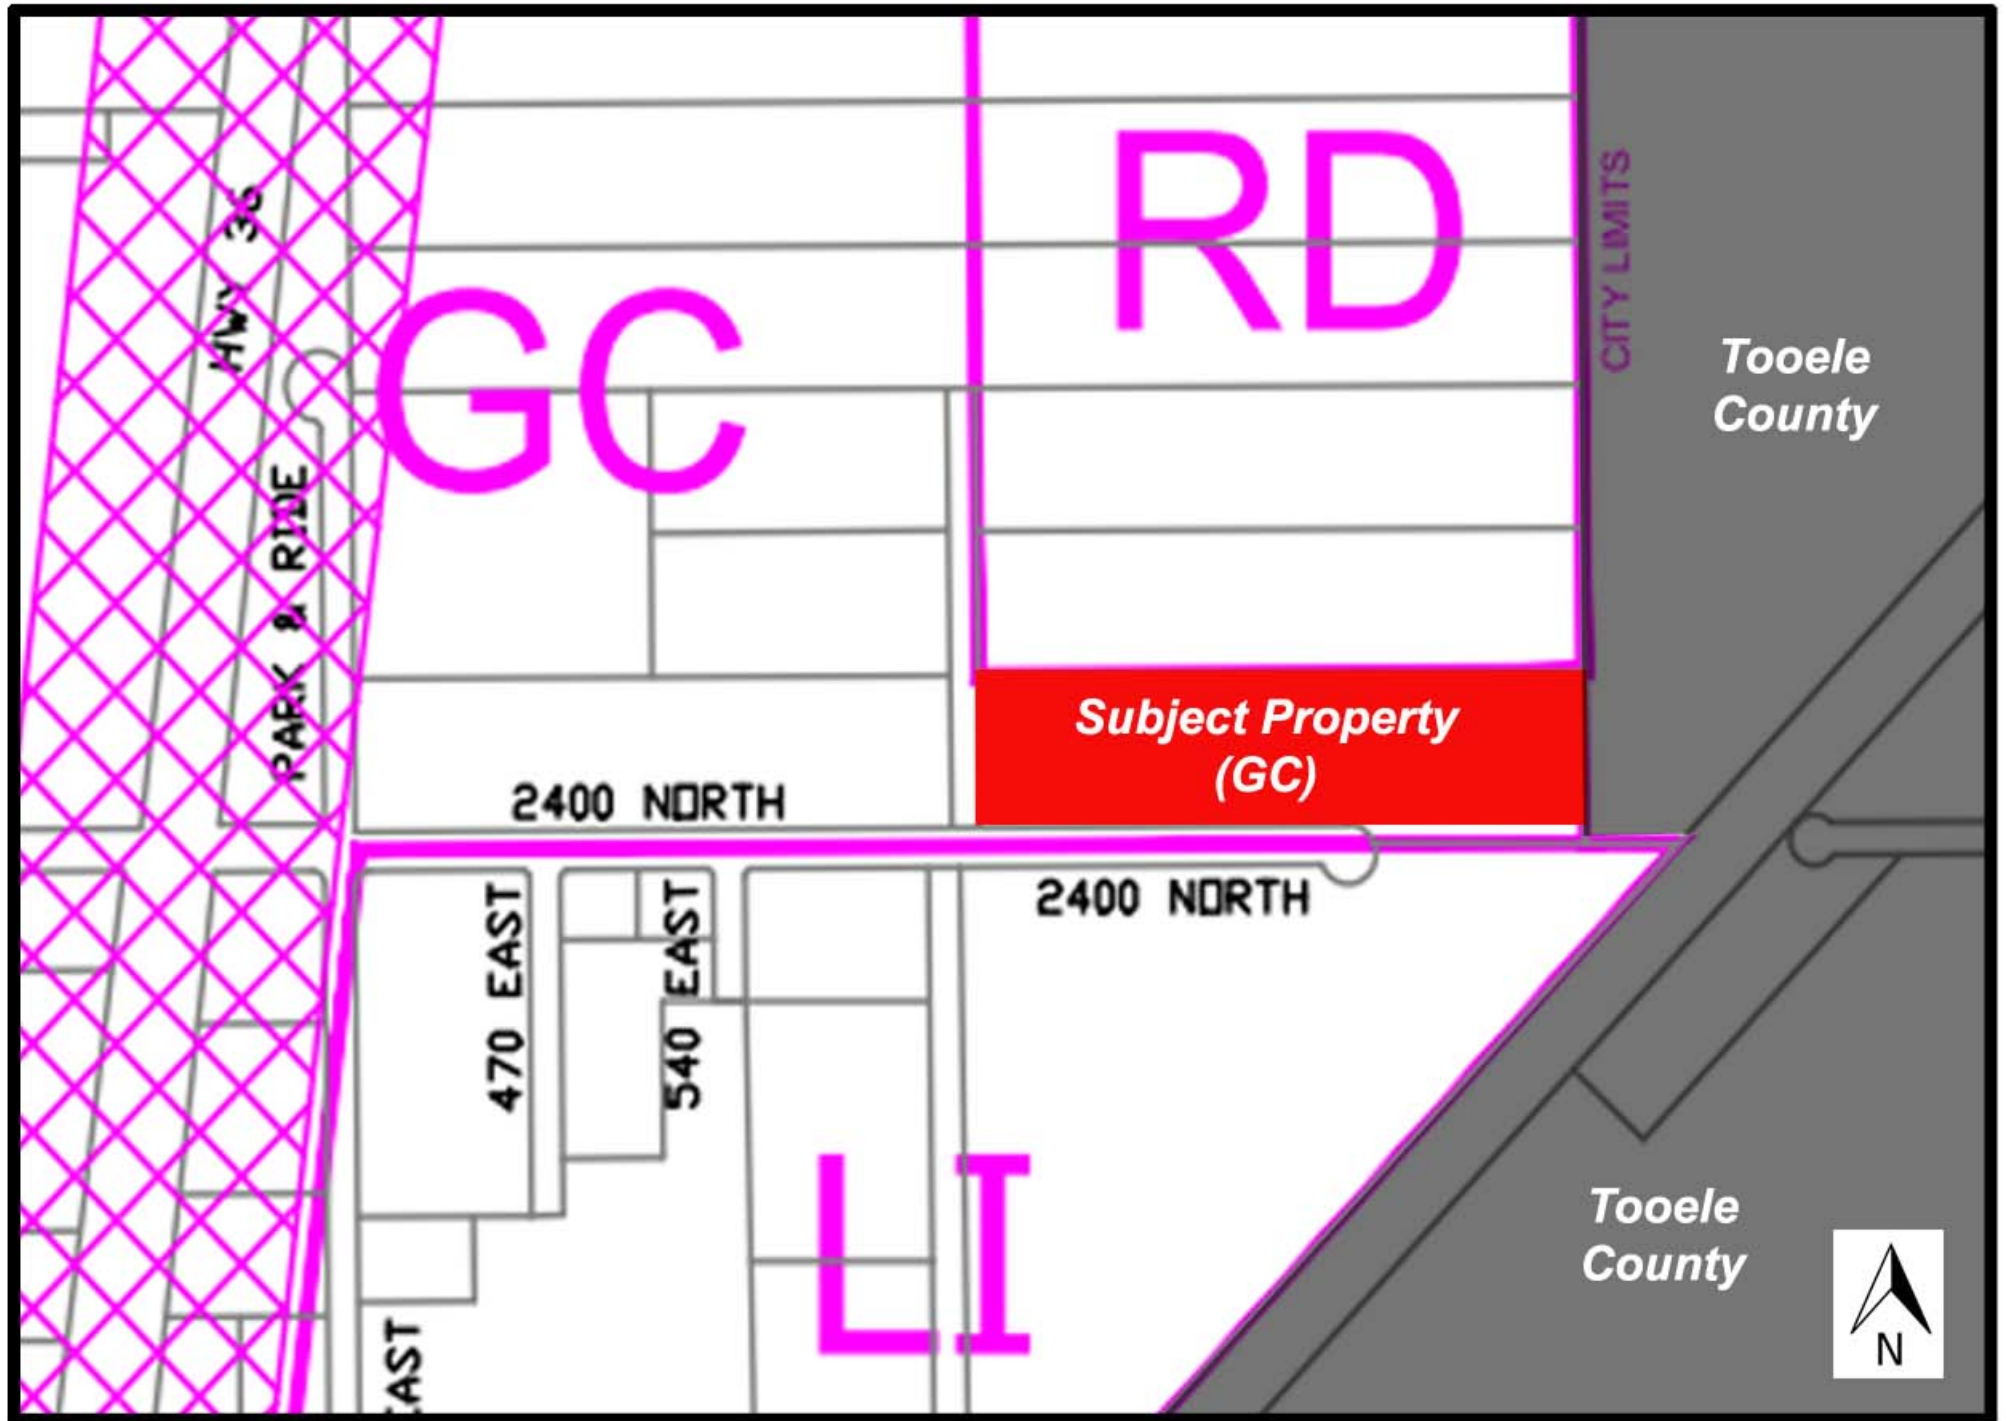 RD
CITY LIMITS
HWY 36
GC
Tooele
County
PARK & RIDE
Subject Property
(GC)
2400 NORTH
2400 NORTH
470 EAST
540 EAST
LI
Tooele
County
EAST
N